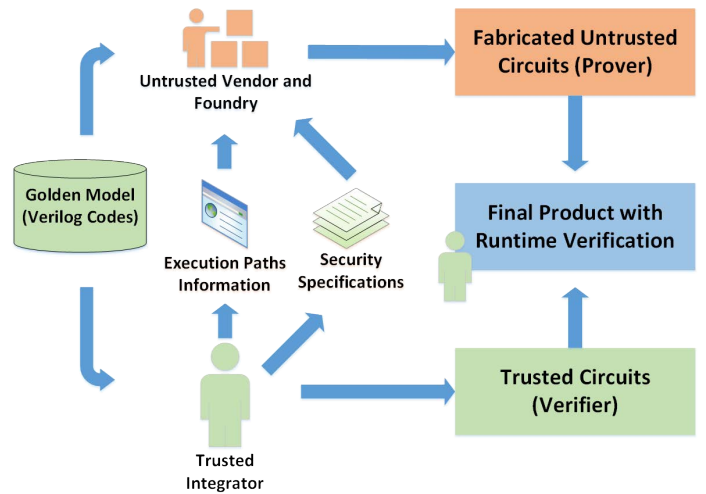 Untrusted Vendor and
Foundry
Fabricated Untrusted
Circuits (Prover)
Golden Model
(Verilog Codes)
Execution Paths
Information
Security
Specifications
Final Product with
Runtime Verification
Trusted
Integrator
Trusted Circuits
(Verifier)